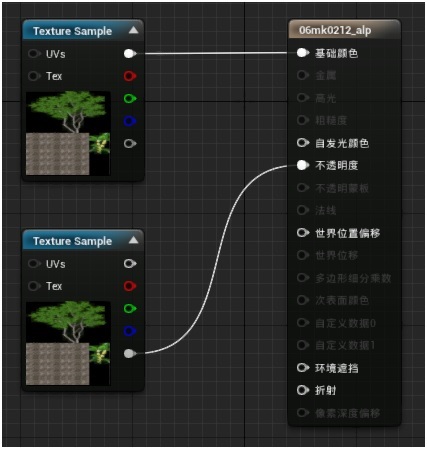 Texture Sample
UVs
Tex
Texture Sample
UVs
Tex
06mk0212_alp
基础颜色
金属
高光
粗糙度
自发光颜色
不透明度
不透明蒙板
法线
世界位置偏移
世界位移
多边形细分乘数
次表面颜色
自定义数据0
自定义数据1
环境遮挡
折射
像素深度偏移